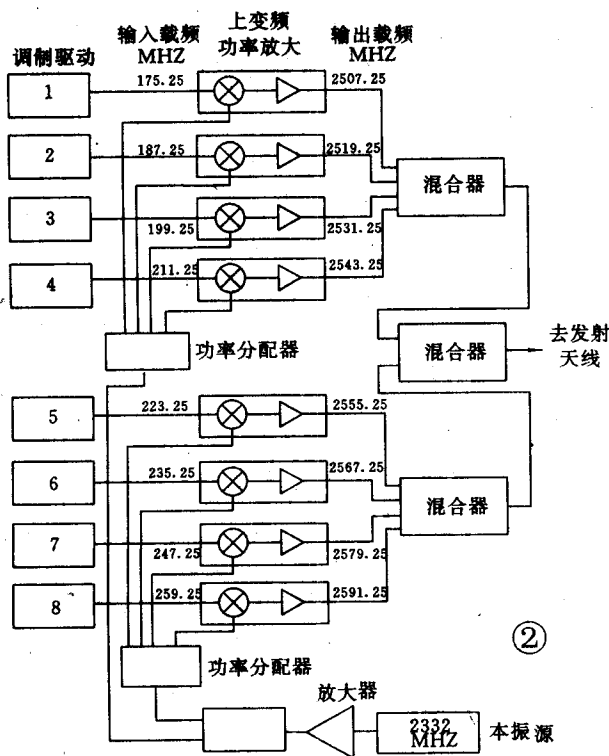 调制驱动
输入载频
MHZ
上变频
功率放大
输出载频
MHZ
1
175.25
2507.25
2
187.25
2519.25
3
199.25
2531.25
4
211.25
2543.25
混合器
功率分配器
混合器
去发射
天线
5
223.25
2555.25
6
235.25
2567.25
7
247.25
2579.25
8
259.25
2591.25
混合器
功率分配器
②
放大器
2332
MHZ
本振源